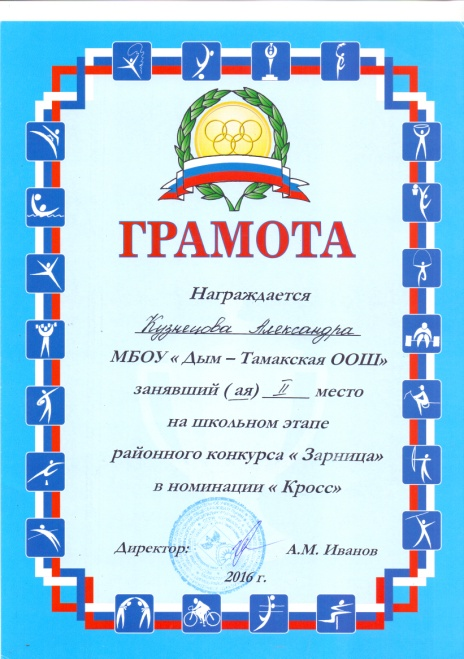 ГРАМОТА
Награждается
Кузнецова Александра
МБОУ « Дым – Тамакская ООШ»
занявший ( ая) II место
на школьном этапе
районного конкурса « Зарница»
в номинации « Кросс»
Директор: А.М. Иванов
2016 г.